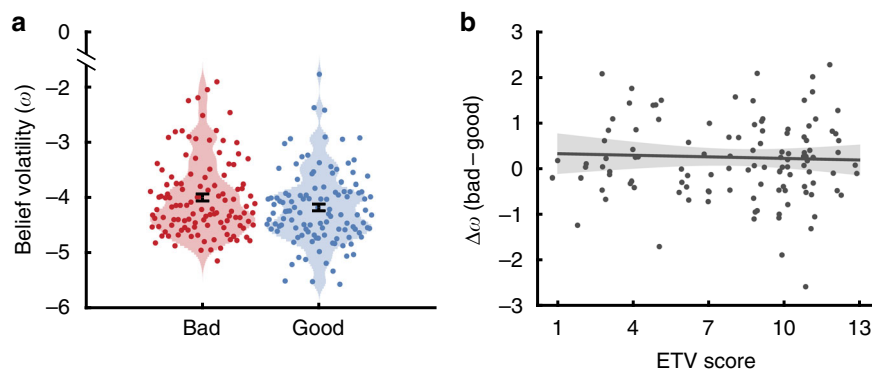 a
Belief volatility (ω)
0
−2
−3
−4
−5
−6
Bad Good
b
Δω (bad−good)
3
2
1
0
−1
−2
−3
1 4 7 10 13
ETV score